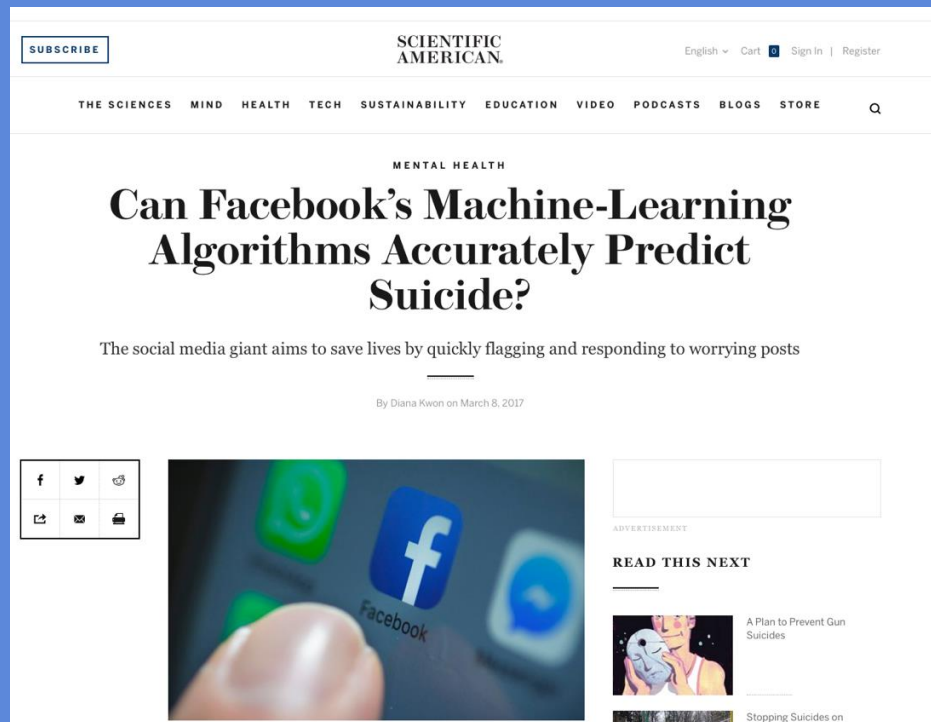 SUBSCRIBE
SCIENTIFIC
AMERICAN®
English Cart 0 Sign In | Register
THE SCIENCES MIND HEALTH TECH SUSTAINABILITY EDUCATION VIDEO PODCASTS BLOGS STORE
MENTAL HEALTH
Can Facebook's Machine-Learning
Algorithms Accurately Predict
Suicide?
The social media giant aims to save lives by quickly flagging and responding to worrying posts
By Diana Kwon on March 8, 2017
Facebook
ADVERTISEMENT
READ THIS NEXT
A Plan to Prevent Gun
Suicides
Stopping Suicides on